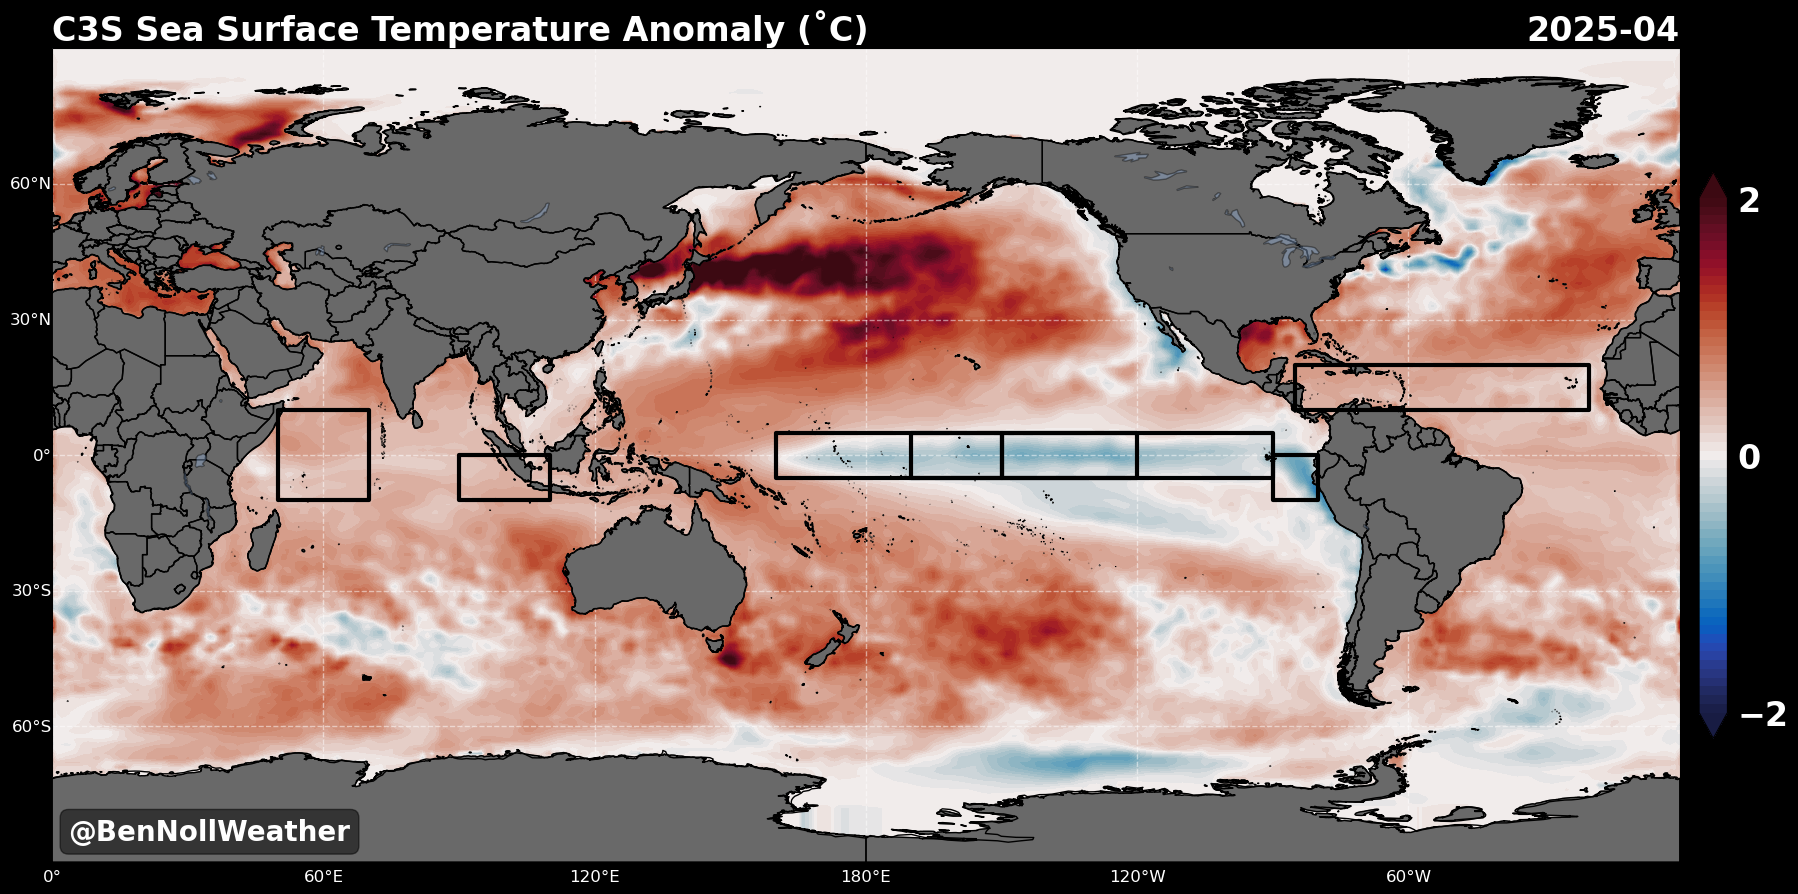 C3S Sea Surface Temperature Anomaly (˚C)
2025-04
60°N
30°N
0°
30°S
60°S
2
0
−2
@BenNollWeather
0°
60°E
120°E
180°E
120°W
60°W